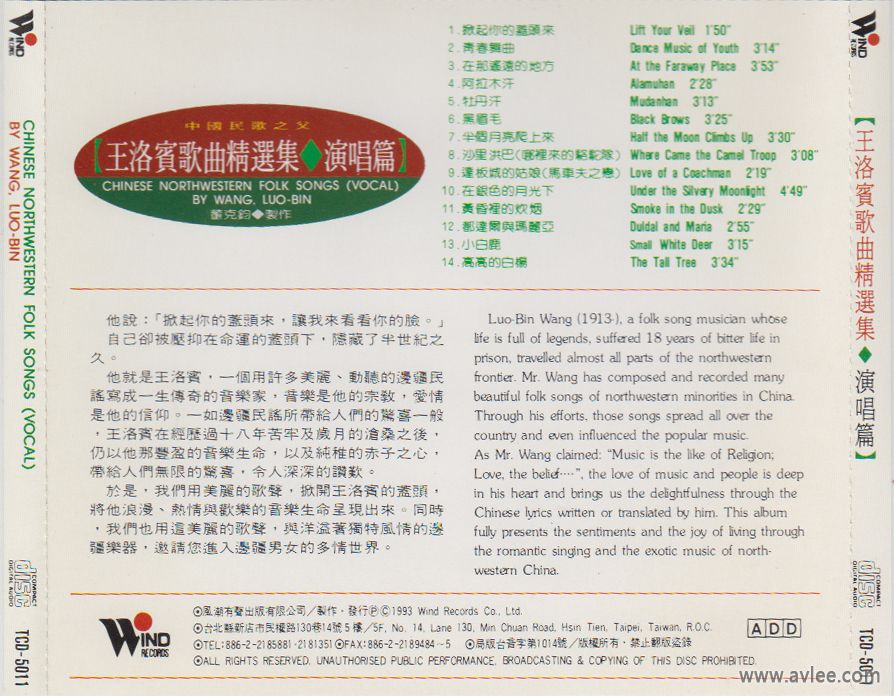 WIND
RECORDS
CHINESE NORTHWESTERN FOLK SONGS (VOCAL)
BY WANG, LUO-BIN
COMPACT
disc
DIGITAL AUDIO
TCD-5011
中國民歌之父
【王洛賓歌曲精選集◆演唱篇】
CHINESE NORTHWESTERN FOLK SONGS (VOCAL)
BY WANG, LUO-BIN
董克鈞◆製作
1.掀起你的蓋頭來 Lift Your Veil 1'50"
2.青春舞曲 Dance Music of Youth 3'14"
3.在那遙遠的地方 At the Faraway Place 3'53"
4.阿拉木汗 Alamuhan 2'28"
5.牡丹汗 Mudanhan 3'13"
6.黑眉毛 Black Brows 3'25"
7.半個月亮爬上來 Half the Moon Climbs Up 3'30"
8.沙里洪巴(哪裡來的駱駝隊) Where Came the Camel Troop 3'08"
9.達板城的姑娘(馬車夫之戀) Love of a Coachman 2'19"
10.在銀色的月光下 Under the Silvery Moonlight 4'49"
11.黃昏裡的炊烟 Smoke in the Dusk 2'29"
12.都達爾與瑪麗亞 Duldal and Maria 2'55"
13.小白鹿 Small White Deer 3'15"
14.高高的白楊 The Tall Tree 3'34"
他說：「掀起你的蓋頭來，讓我來看看你的臉。」
自己卻被壓抑在命運的蓋頭下，隱藏了半世紀之
久。
他就是王洛賓，一個用許多美麗、動聽的邊疆民
謠寫成一生傳奇的音樂家，音樂是他的宗教，愛情
是他的信仰。一如邊疆民謠所帶給人們的驚喜一般
，王洛賓在經歷過十八年苦牢及歲月的滄桑之後，
仍以他那豐盈的音樂生命，以及純稚的赤子之心，
帶給人們無限的驚喜，令人深深的讚歎。
於是，我們用美麗的歌聲，掀開王洛賓的蓋頭，
將他浪漫、熱情與歡樂的音樂生命呈現出來。同時
，我們也用這美麗的歌聲，與洋溢著獨特風情的邊
疆樂器，邀請您進入邊疆男女的多情世界。
Luo-Bin Wang (1913-), a folk song musician whose
life is full of legends, suffered 18 years of bitter life in
prison, travelled almost all parts of the northwestern
frontier. Mr. Wang has composed and recorded many
beautiful folk songs of northwestern minorities in China.
Through his efforts, those songs spread all over the
country and even influenced the popular music.
As Mr. Wang claimed: "Music is the like of Religion;
Love, the belief····", the love of music and people is deep
in his heart and brings us the delightfulness through the
Chinese lyrics written or translated by him. This album
fully presents the sentiments and the joy of living through
the romantic singing and the exotic music of north-
western China.
WIND
RECORDS
⊙風潮有聲出版有限公司／製作・發行Ⓟ©1993 Wind Records Co., Ltd.
⊙台北縣新店市民權路130巷14號5樓／5F, No. 14, Lane 130, Min Chuan Road, Hsin Tien, Taipei, Taiwan, R.O.C.
⊙TEL:886-2-2185881·2181351⊙FAX:886-2-2189484~5 ⊙局版台音字第1014號／版權所有・禁止翻版盜錄
⊙ALL RIGHTS RESERVED. UNAUTHORISED PUBLIC PERFORMANCE, BROADCASTING & COPYING OF THIS DISC PROHIBITED.
ADD
WIND
RECORDS
【王洛賓歌曲精選集◆演唱篇】
COMPACT
disc
DIGITAL AUDIO
TCD-5011
www.avlee.com